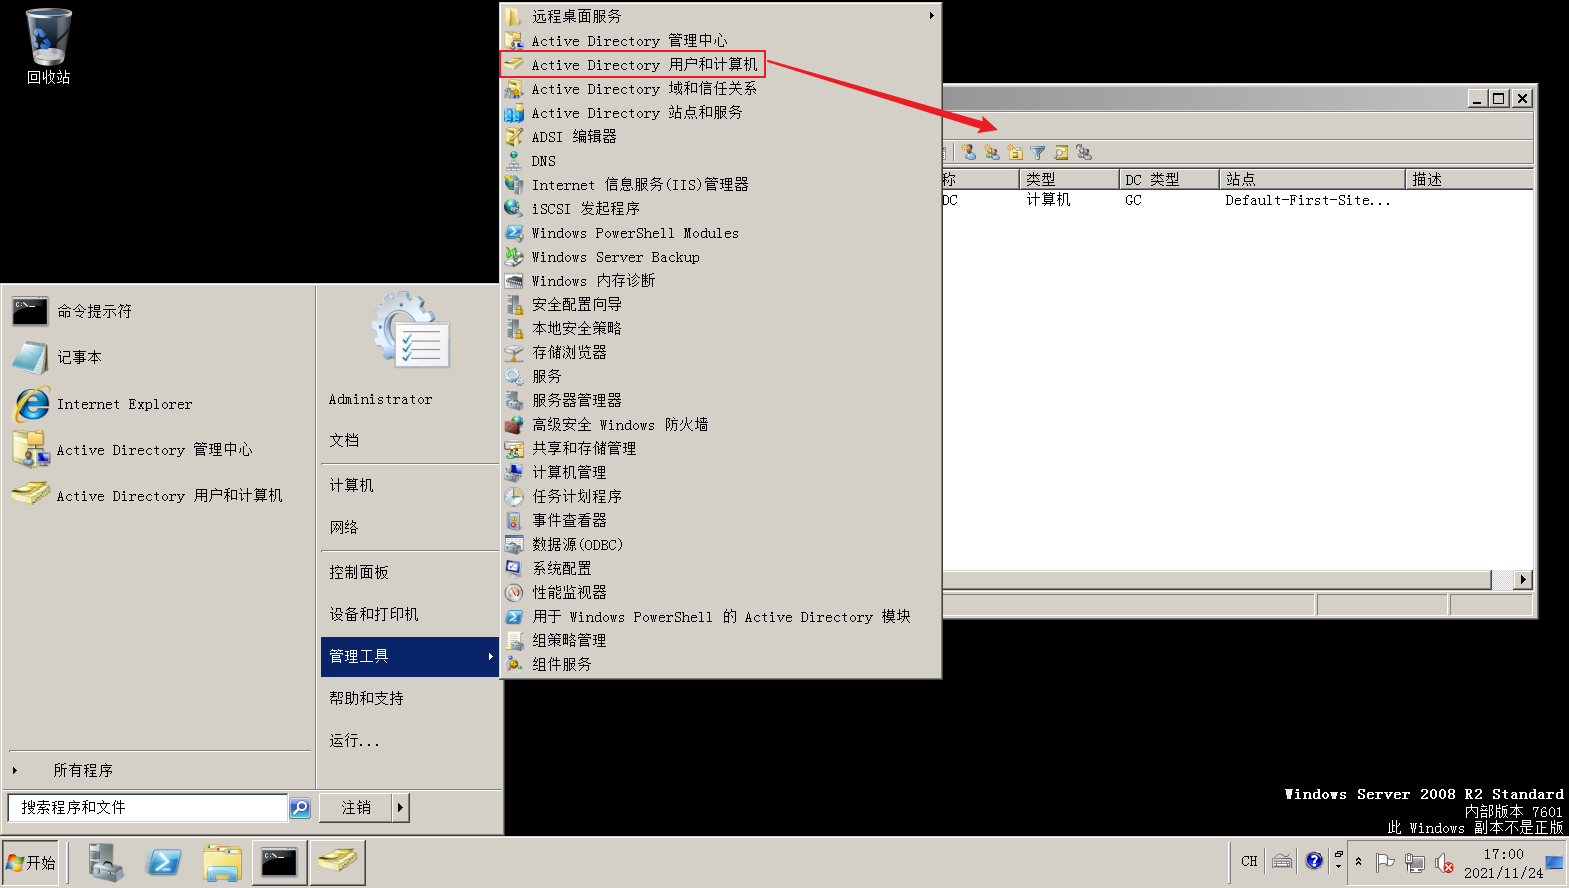 回收站
远程桌面服务
Active Directory 管理中心
Active Directory 用户和计算机
Active Directory 域和信任关系
Active Directory 站点和服务
ADSI 编辑器
DNS
Internet 信息服务(IIS)管理器
iSCSI 发起程序
Windows PowerShell Modules
Windows Server Backup
Windows 内存诊断
安全配置向导
本地安全策略
存储浏览器
服务
服务器管理器
高级安全 Windows 防火墙
共享和存储管理
计算机管理
任务计划程序
事件查看器
数据源(ODBC)
系统配置
性能监视器
用于 Windows PowerShell 的 Active Directory 模块
组策略管理
组件服务
称 类型 DC 类型 站点 描述
DC 计算机 GC Default-First-Site...
命令提示符
记事本
Internet Explorer
Active Directory 管理中心
Active Directory 用户和计算机
所有程序
搜索程序和文件
Administrator
文档
计算机
网络
控制面板
设备和打印机
管理工具
帮助和支持
运行...
注销
Windows Server 2008 R2 Standard
内部版本 7601
此 Windows 副本不是正版
开始
CH
17:00
2021/11/24